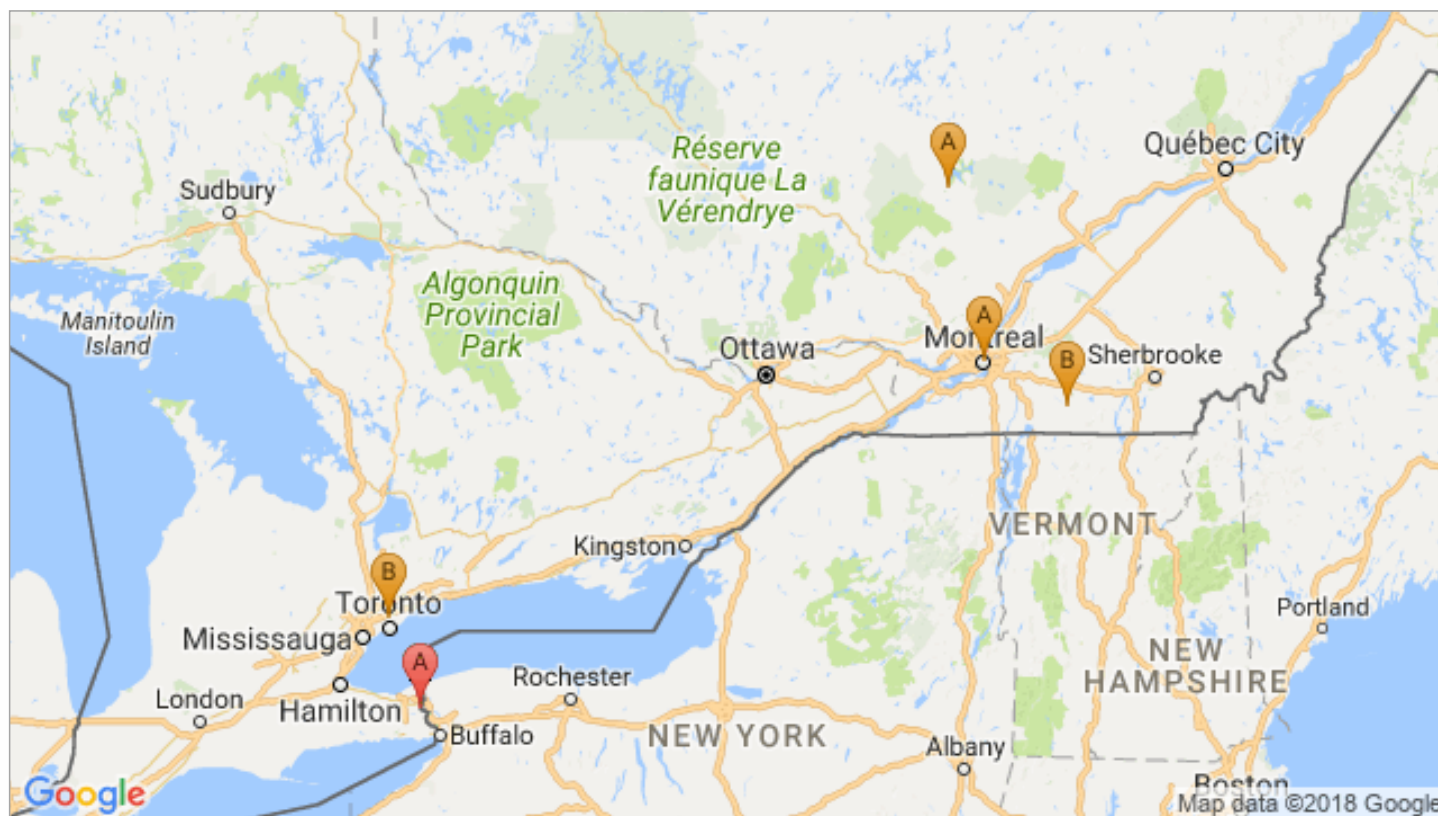 A
Québec City
Réserve
faunique La
Vérendrye
Sudbury
Algonquin
Provincial
Park
Manitoulin
Island
A
Montreal
Ottawa
B
Sherbrooke
VERMONT
Kingston
B
Toronto
Mississauga
Portland
A
NEW
HAMPSHIRE
Rochester
London
Hamilton
Buffalo
NEW YORK
Albany
Boston
Google
Map data ©2018 Google